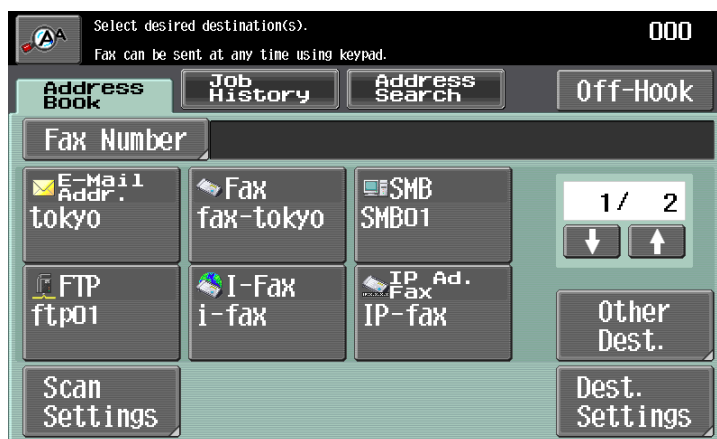 Select desired destination(s).
000
Fax can be sent at any time using keypad.
Address
Book
Job
History
Address
Search
Off-Hook
Fax Number
E-Mail
Addr.
tokyo
Fax
fax-tokyo
SMB
SMB01
1/ 2
FTP
ftp01
I-Fax
i-fax
IP Ad.
Fax
IP-fax
Other
Dest.
Scan
Settings
Dest.
Settings